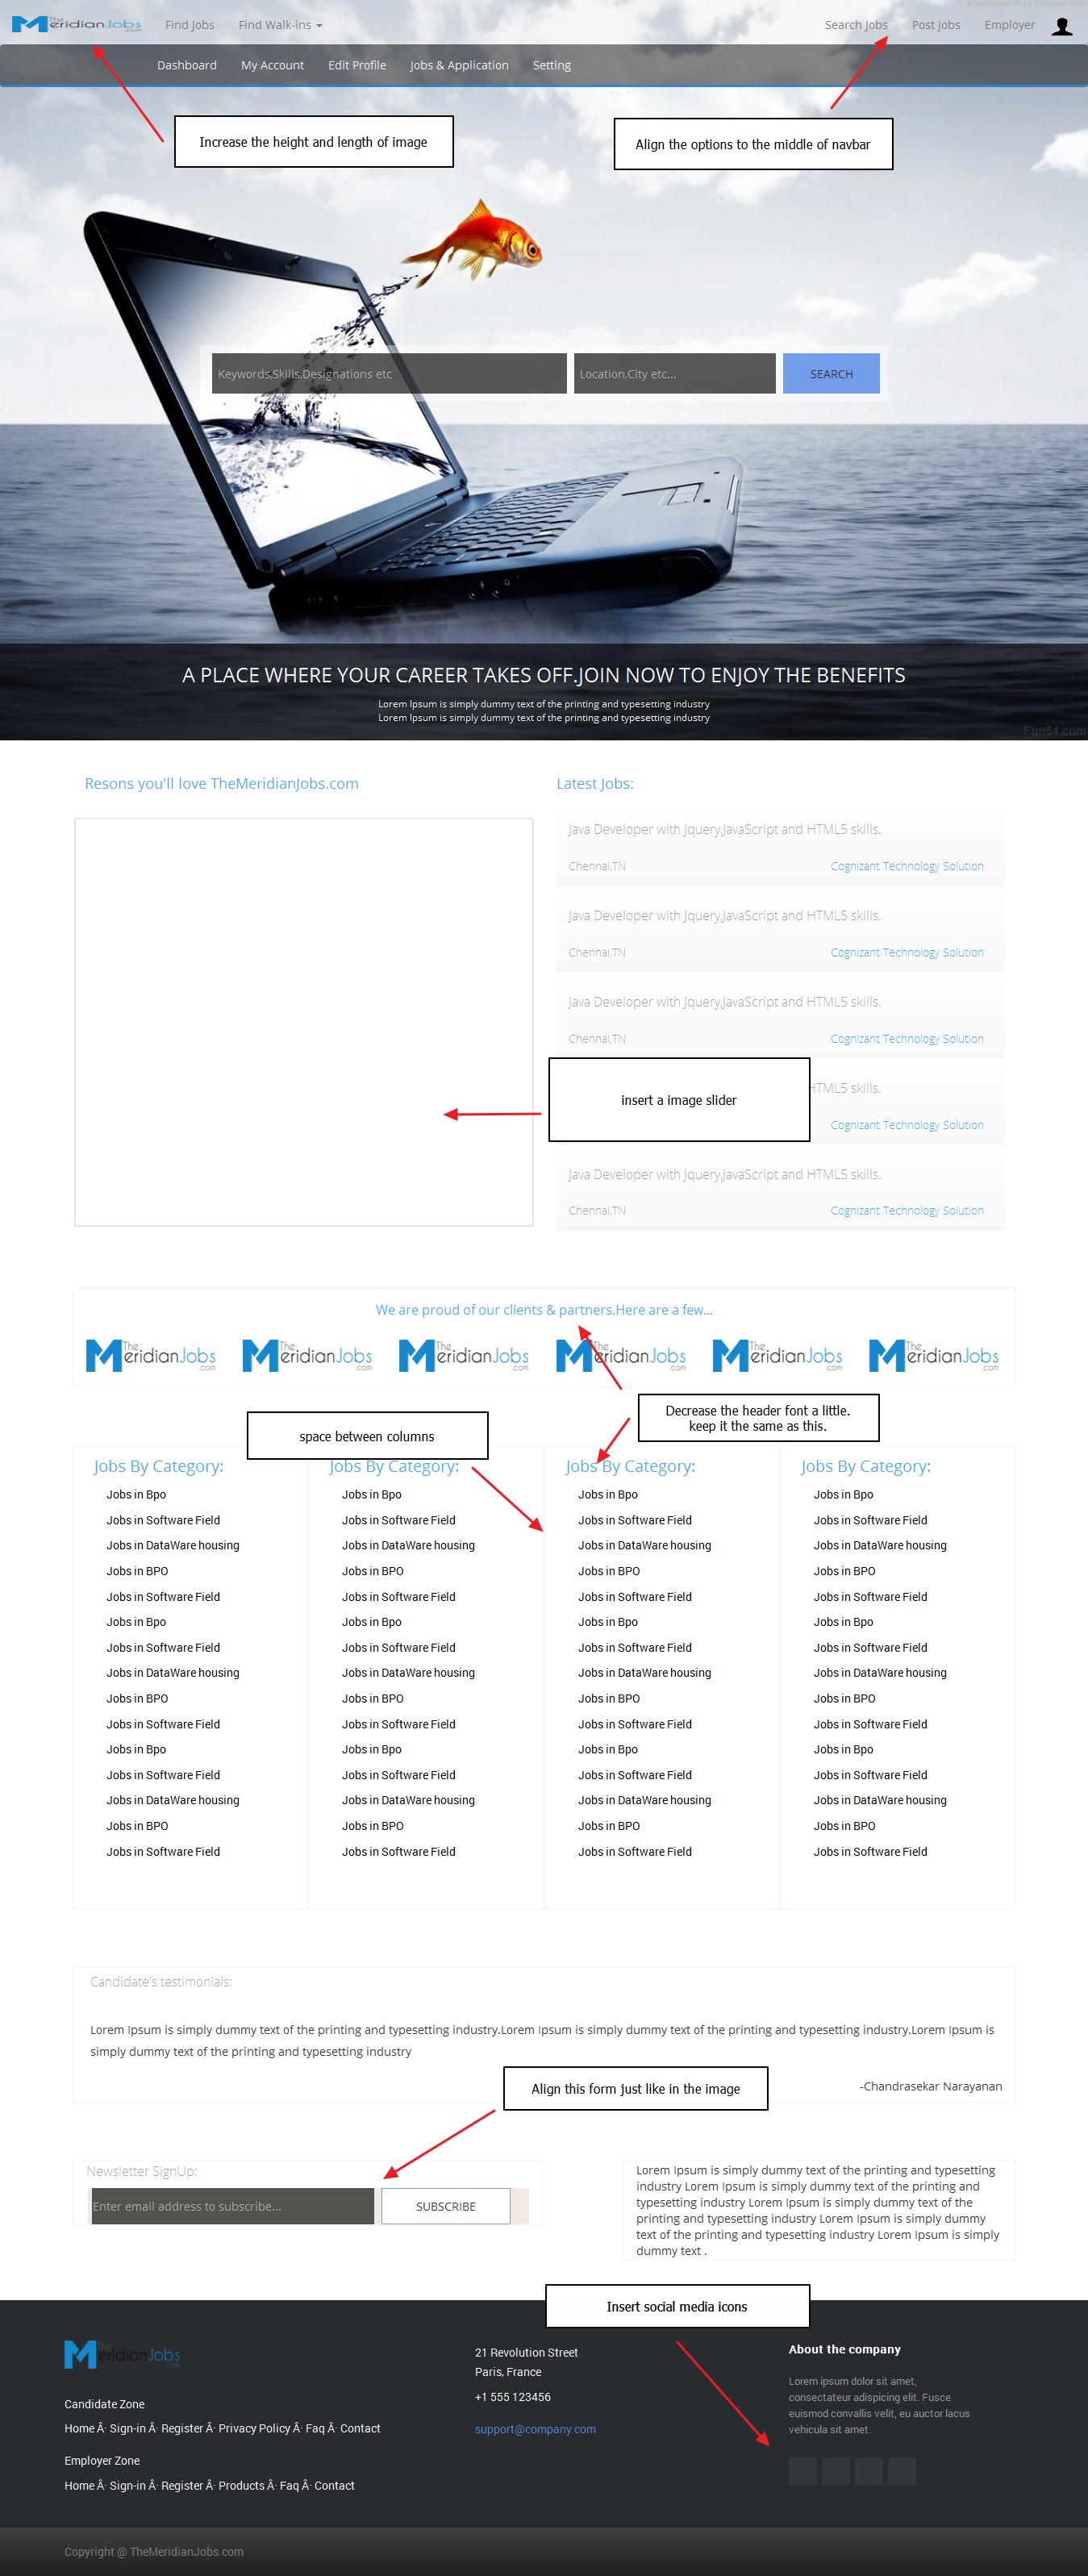 allwallpapersfree.blogspot.com
The MeridianJobs .com
Find Jobs
Find Walk-ins
Search Jobs
Post Jobs
Employer
Dashboard
My Account
Edit Profile
Jobs & Application
Setting
Increase the height and length of image
Align the options to the middle of navbar
Keywords,Skills,Designations etc
Location,City etc...
SEARCH
A PLACE WHERE YOUR CAREER TAKES OFF.JOIN NOW TO ENJOY THE BENEFITS
Lorem Ipsum is simply dummy text of the printing and typesetting industry
Lorem Ipsum is simply dummy text of the printing and typesetting industry
Fun54.com
Resons you'll love TheMeridianJobs.com
Latest Jobs:
Java Developer with Jquery,JavaScript and HTML5 skills.
Chennai,TN
Cognizant Technology Solution
Java Developer with Jquery,JavaScript and HTML5 skills.
Chennai,TN
Cognizant Technology Solution
Java Developer with Jquery,JavaScript and HTML5 skills.
Chennai,TN
Cognizant Technology Solution
insert a image slider
HTML5 skills.
Cognizant Technology Solution
Java Developer with Jquery,JavaScript and HTML5 skills.
Chennai,TN
Cognizant Technology Solution
We are proud of our clients & partners.Here are a few...
The MeridianJobs .com
The MeridianJobs .com
The MeridianJobs .com
The MeridianJobs .com
The MeridianJobs .com
The MeridianJobs .com
Decrease the header font a little.
keep it the same as this.
space between columns
Jobs By Category:
Jobs in Bpo
Jobs in Software Field
Jobs in DataWare housing
Jobs in BPO
Jobs in Software Field
Jobs in Bpo
Jobs in Software Field
Jobs in DataWare housing
Jobs in BPO
Jobs in Software Field
Jobs in Bpo
Jobs in Software Field
Jobs in DataWare housing
Jobs in BPO
Jobs in Software Field
Jobs By Category:
Jobs in Bpo
Jobs in Software Field
Jobs in DataWare housing
Jobs in BPO
Jobs in Software Field
Jobs in Bpo
Jobs in Software Field
Jobs in DataWare housing
Jobs in BPO
Jobs in Software Field
Jobs in Bpo
Jobs in Software Field
Jobs in DataWare housing
Jobs in BPO
Jobs in Software Field
Jobs By Category:
Jobs in Bpo
Jobs in Software Field
Jobs in DataWare housing
Jobs in BPO
Jobs in Software Field
Jobs in Bpo
Jobs in Software Field
Jobs in DataWare housing
Jobs in BPO
Jobs in Software Field
Jobs in Bpo
Jobs in Software Field
Jobs in DataWare housing
Jobs in BPO
Jobs in Software Field
Jobs By Category:
Jobs in Bpo
Jobs in Software Field
Jobs in DataWare housing
Jobs in BPO
Jobs in Software Field
Jobs in Bpo
Jobs in Software Field
Jobs in DataWare housing
Jobs in BPO
Jobs in Software Field
Jobs in Bpo
Jobs in Software Field
Jobs in DataWare housing
Jobs in BPO
Jobs in Software Field
Candidate's testimonials:
Lorem Ipsum is simply dummy text of the printing and typesetting industry.Lorem Ipsum is simply dummy text of the printing and typesetting industry.Lorem Ipsum is
simply dummy text of the printing and typesetting industry
-Chandrasekar Narayanan
Align this form just like in the image
Newsletter SignUp:
Enter email address to subscribe...
SUBSCRIBE
Lorem Ipsum is simply dummy text of the printing and typesetting
industry Lorem Ipsum is simply dummy text of the printing and
typesetting industry Lorem Ipsum is simply dummy text of the
printing and typesetting industry Lorem Ipsum is simply dummy
text of the printing and typesetting industry Lorem Ipsum is simply
dummy text .
Insert social media icons
The MeridianJobs .com
Candidate Zone
Home Â· Sign-in Â· Register Â· Privacy Policy Â· Faq Â· Contact
Employer Zone
Home Â· Sign-in Â· Register Â· Products Â· Faq Â· Contact
21 Revolution Street
Paris, France
+1 555 123456
support@company.com
About the company
Lorem ipsum dolor sit amet,
consectateur adispicing elit. Fusce
euismod convallis velit, eu auctor lacus
vehicula sit amet.
Copyright @ TheMeridianJobs.com